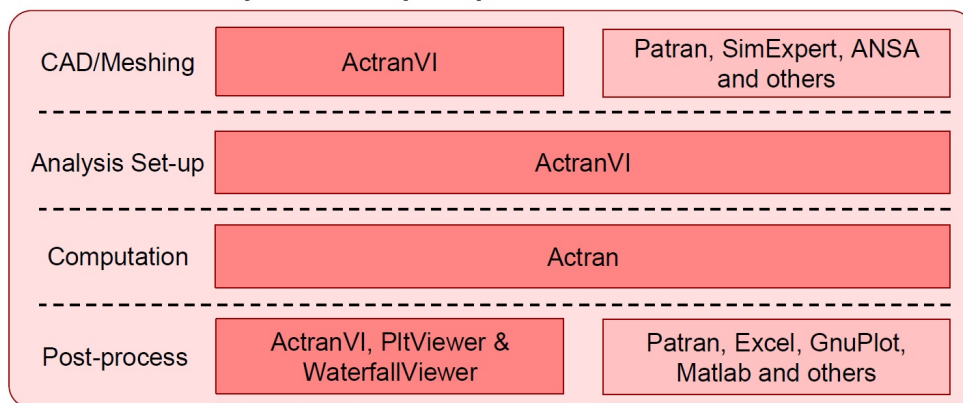 CAD/Meshing
ActranVI
Patran, SimExpert, ANSA
and others
Analysis Set-up
ActranVI
Computation
Actran
Post-process
ActranVI, PltViewer &
WaterfallViewer
Patran, Excel, GnuPlot,
Matlab and others